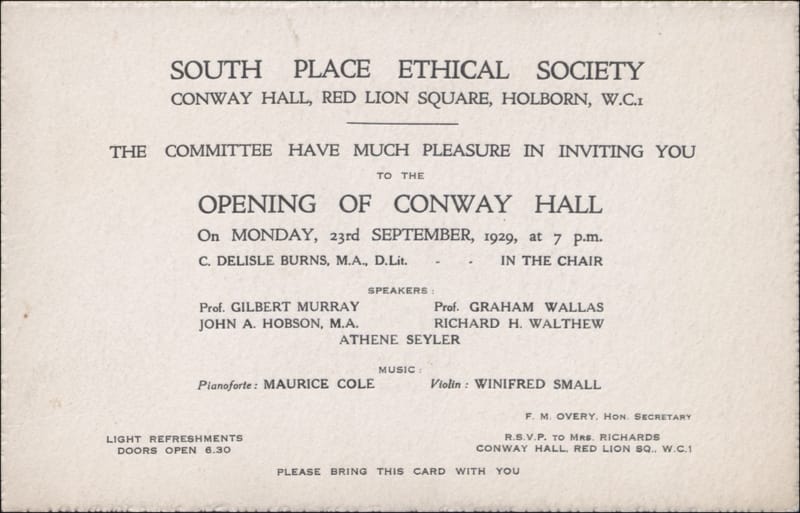 SOUTH PLACE ETHICAL SOCIETY
CONWAY HALL, RED LION SQUARE, HOLBORN, W.C.1
THE COMMITTEE HAVE MUCH PLEASURE IN INVITING YOU
TO THE
OPENING OF CONWAY HALL
On MONDAY, 23rd SEPTEMBER, 1929, at 7 p.m.
C. DELISLE BURNS, M.A., D.Lit. - - IN THE CHAIR
SPEAKERS:
Prof. GILBERT MURRAY Prof. GRAHAM WALLAS
JOHN A. HOBSON, M.A. RICHARD H. WALTHEW
ATHENE SEYLER
MUSIC:
Pianoforte: MAURICE COLE Violin: WINIFRED SMALL
F. M. OVERY, HON. SECRETARY
LIGHT REFRESHMENTS R.S.V.P. TO MRS. RICHARDS
DOORS OPEN 6.30 CONWAY HALL, RED LION SQ., W.C.1
PLEASE BRING THIS CARD WITH YOU